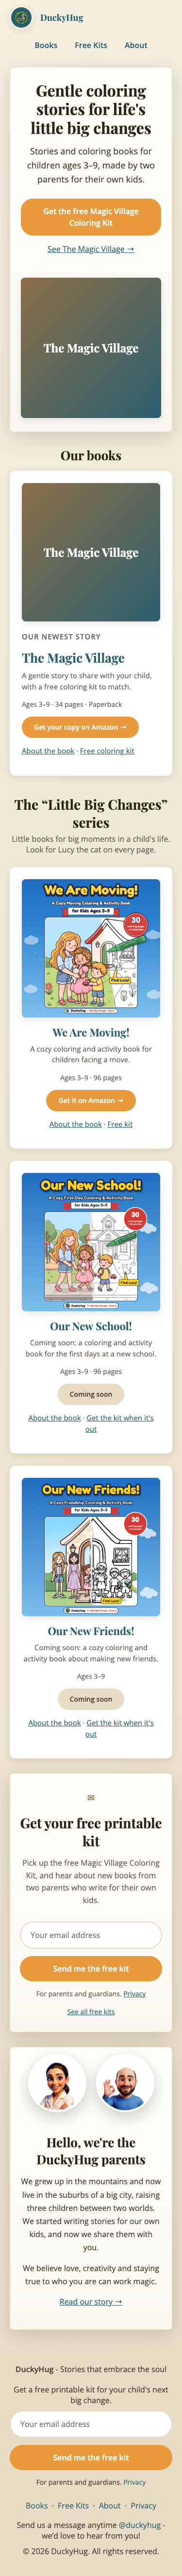 DuckyHug
Books Free Kits About
Gentle coloring
stories for life's
little big changes
Stories and coloring books for
children ages 3–9, made by two
parents for their own kids.
Get the free Magic Village
Coloring Kit
See The Magic Village →
The Magic Village
Our books
The Magic Village
OUR NEWEST STORY
The Magic Village
A gentle story to share with your child,
with a free coloring kit to match.
Ages 3–9 · 34 pages · Paperback
Get your copy on Amazon →
About the book · Free coloring kit
The “Little Big Changes”
series
Little books for big moments in a child's life.
Look for Lucy the cat on every page.
We Are Moving!
A Cozy Moving Coloring & Activity Book
for Kids Ages 3–9
30
Find Lucy!
We Are Moving!
A cozy coloring and activity book for
children facing a move.
Ages 3–9 · 96 pages
Get it on Amazon →
About the book · Free kit
Our New School!
A Cozy First-Day Coloring & Activity Book
for Kids Ages 3–9
30
Find Lucy!
Our New School!
Coming soon: a coloring and activity
book for the first days at a new school.
Ages 3–9 · 96 pages
Coming soon
About the book · Get the kit when it's
out
Our New Friends!
A Cozy Friendship Coloring & Activity Book
for Kids Ages 3–9
30
Find Lucy!
Our New Friends!
Coming soon: a cozy coloring and
activity book about making new friends.
Ages 3–9
Coming soon
About the book · Get the kit when it's
out
Get your free printable
kit
Pick up the free Magic Village Coloring
Kit, and hear about new books from
two parents who write for their own
kids.
Your email address
Send me the free kit
For parents and guardians. Privacy
See all free kits
Hello, we're the
DuckyHug parents
We grew up in the mountains and now
live in the suburbs of a big city, raising
three children between two worlds.
We started writing stories for our own
kids, and now we share them with
you.
We believe love, creativity and staying
true to who you are can work magic.
Read our story →
DuckyHug - Stories that embrace the soul
Get a free printable kit for your child's next
big change.
Your email address
Send me the free kit
For parents and guardians. Privacy
Books · Free Kits · About · Privacy
Send us a message anytime @duckyhug -
we'd love to hear from you!
© 2026 DuckyHug. All rights reserved.